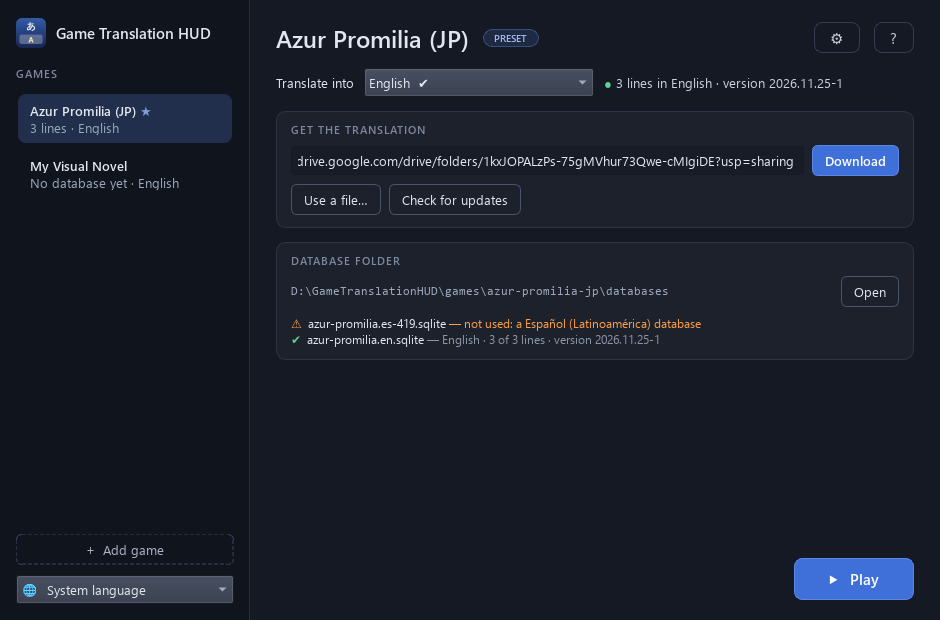 あ
A
Game Translation HUD
GAMES
Azur Promilia (JP) ★
3 lines · English
My Visual Novel
No database yet · English
+ Add game
System language
Azur Promilia (JP)
PRESET
?
Translate into
English ✔
● 3 lines in English · version 2026.11.25-1
GET THE TRANSLATION
drive.google.com/drive/folders/1kxJOPALzPs-75gMVhur73Qwe-cMIgiDE?usp=sharing
Download
Use a file...
Check for updates
DATABASE FOLDER
D:\GameTranslationHUD\games\azur-promilia-jp\databases
Open
⚠ azur-promilia.es-419.sqlite — not used: a Español (Latinoamérica) database
✔ azur-promilia.en.sqlite — English · 3 of 3 lines · version 2026.11.25-1
Play